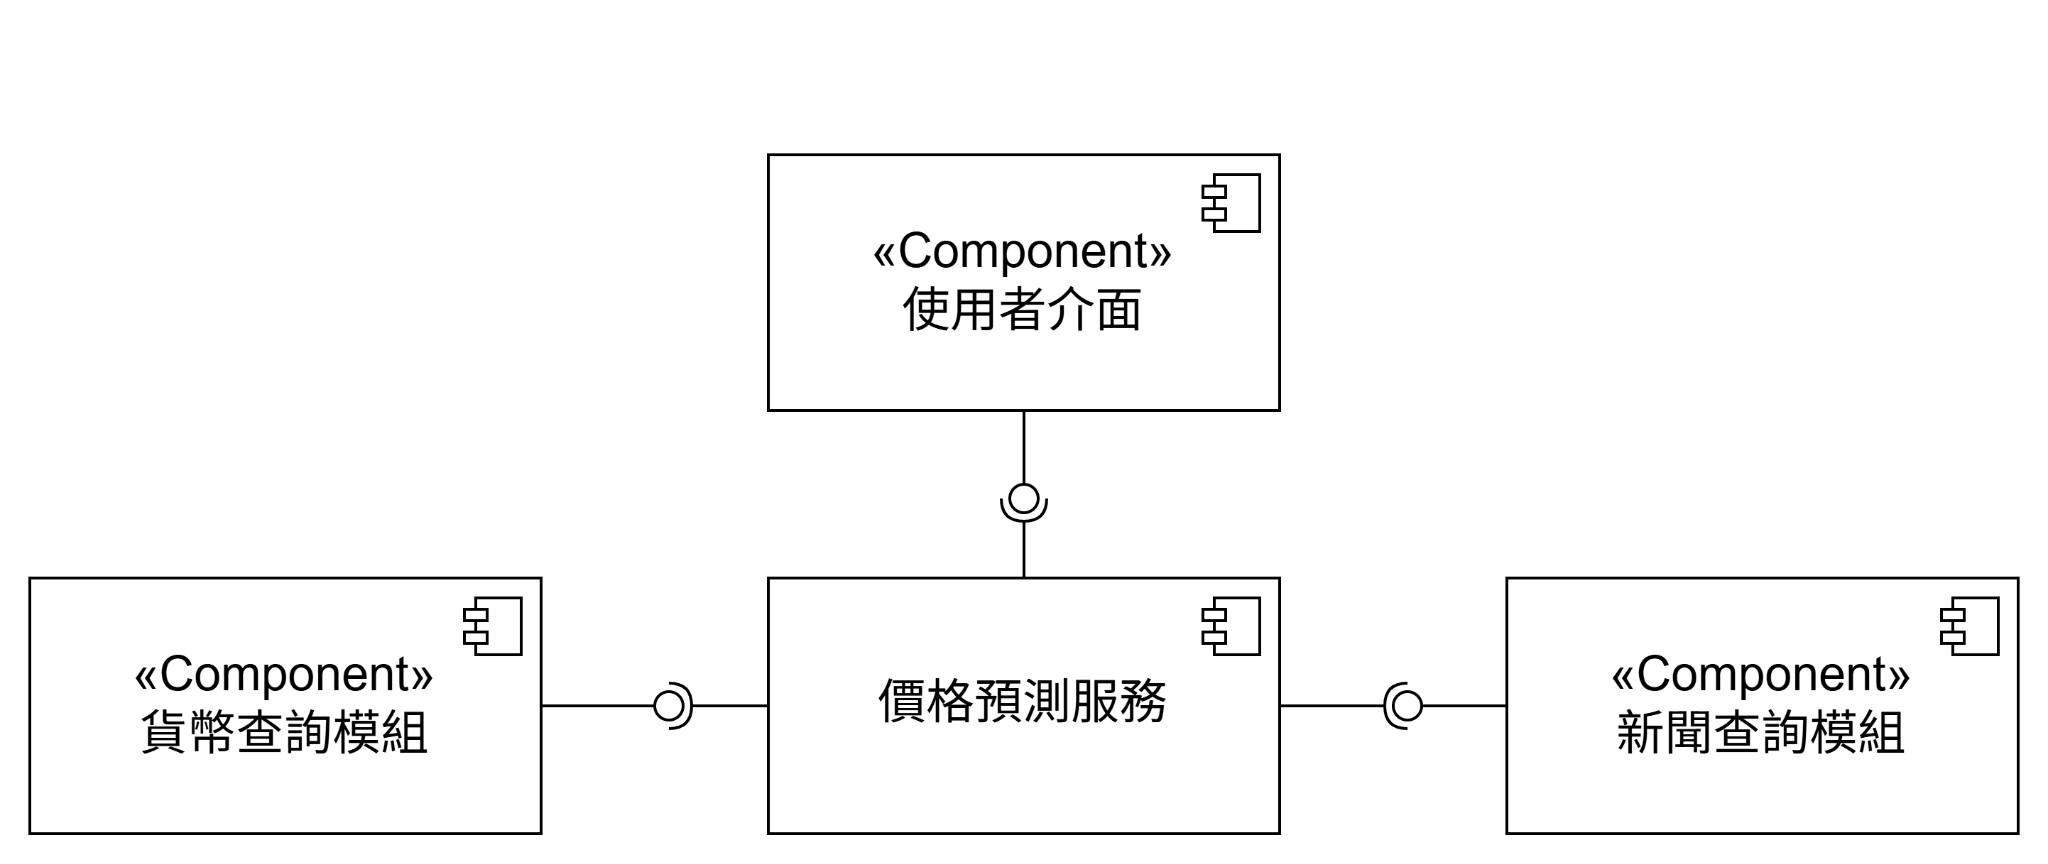 «Component»
使用者介面
«Component»
貨幣查詢模組
價格預測服務
«Component»
新聞查詢模組